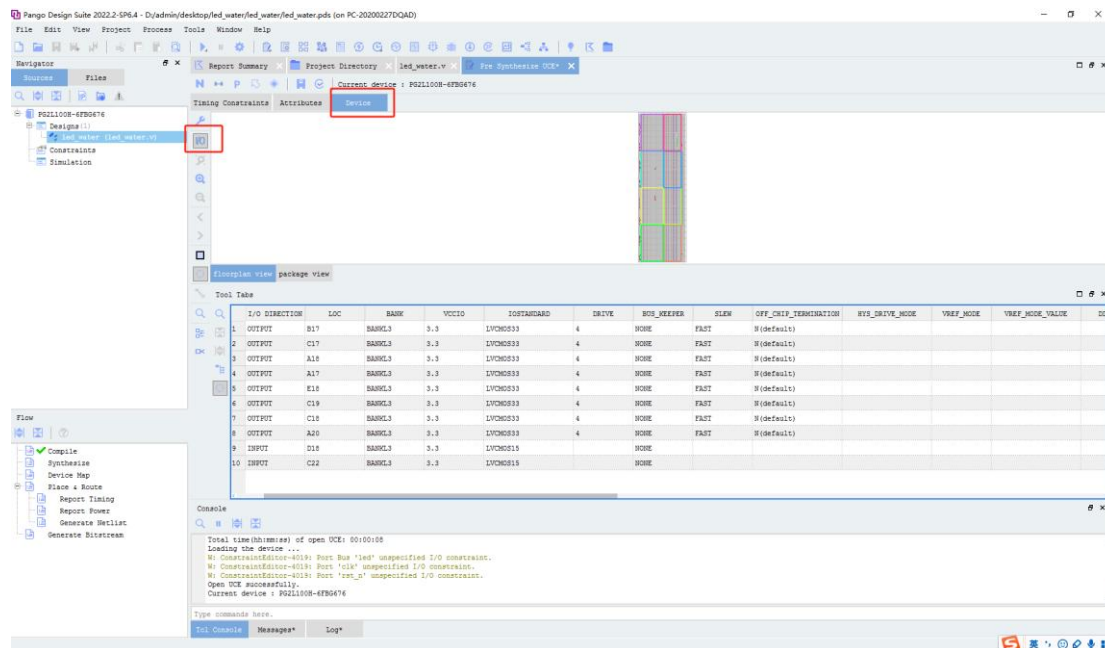 Pango Design Suite 2022.2-SP6.4 - D:/admin/desktop/led_water/led_water/led_water.pds (on PC-20200227DQAD)
File Edit View Project Process Tools Window Help
Navigator
Sources Files
PG2L100H-6FBG676
Designs(1)
led_water (led_water.v)
Constraints
Simulation
Report Summary Project Directory led_water.v Pre Synthesize UCE*
Current device : PG2L100H-6FBG676
Timing Constraints Attributes Device
I/O
floorplan view package view
Tool Tabs
I/O DIRECTION LOC BANK VCCIO IOSTANDARD DRIVE BUS_KEEPER SLEW OFF_CHIP_TERMINATION HYS_DRIVE_MODE VREF_MODE VREF_MODE_VALUE
1 OUTPUT B17 BANKL3 3.3 LVCMOS33 4 NONE FAST N(default)
2 OUTPUT C17 BANKL3 3.3 LVCMOS33 4 NONE FAST N(default)
3 OUTPUT A18 BANKL3 3.3 LVCMOS33 4 NONE FAST N(default)
4 OUTPUT A17 BANKL3 3.3 LVCMOS33 4 NONE FAST N(default)
5 OUTPUT E18 BANKL3 3.3 LVCMOS33 4 NONE FAST N(default)
6 OUTPUT C19 BANKL3 3.3 LVCMOS33 4 NONE FAST N(default)
7 OUTPUT C18 BANKL3 3.3 LVCMOS33 4 NONE FAST N(default)
8 OUTPUT A20 BANKL3 3.3 LVCMOS33 4 NONE FAST N(default)
9 INPUT D18 BANKL3 3.3 LVCMOS15 NONE
10 INPUT C22 BANKL3 3.3 LVCMOS15 NONE
Flow
Compile
Synthesize
Device Map
Place & Route
Report Timing
Report Power
Generate Netlist
Generate Bitstream
Console
Total time(hh:mm:ss) of open UCE: 00:00:08
Loading the device ...
W: ConstraintEditor-4019: Port Bus 'led' unspecified I/O constraint.
W: ConstraintEditor-4019: Port 'clk' unspecified I/O constraint.
W: ConstraintEditor-4019: Port 'rst_n' unspecified I/O constraint.
Open UCE successfully.
Current device : PG2L100H-6FBG676
Type commands here.
Tcl Console Messages* Log*
英